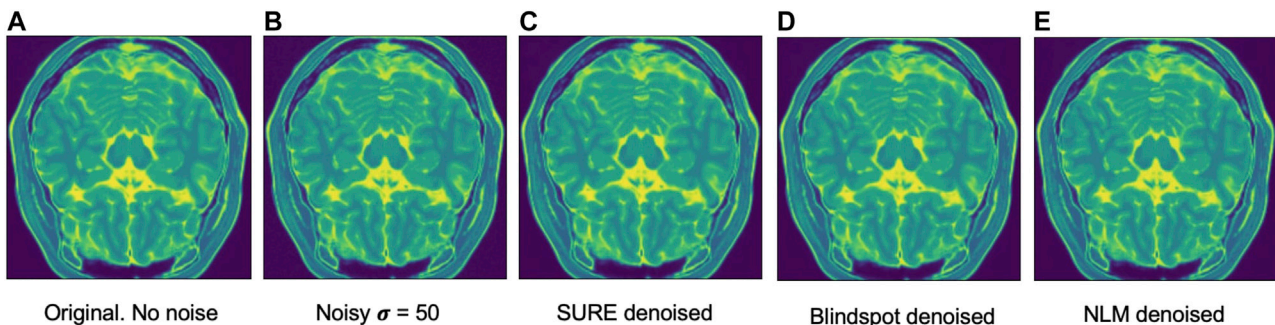 A
B
C
D
E
Original. No noise
Noisy σ = 50
SURE denoised
Blindspot denoised
NLM denoised